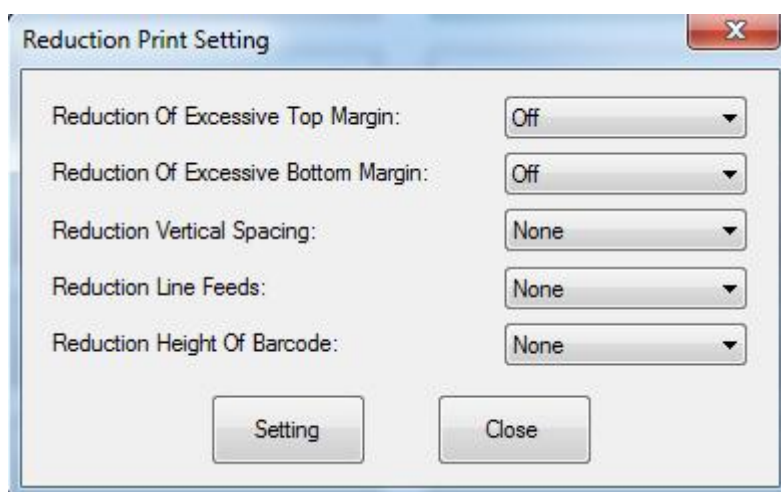 Reduction Print Setting
Reduction Of Excessive Top Margin: Off
Reduction Of Excessive Bottom Margin: Off
Reduction Vertical Spacing: None
Reduction Line Feeds: None
Reduction Height Of Barcode: None
Setting Close